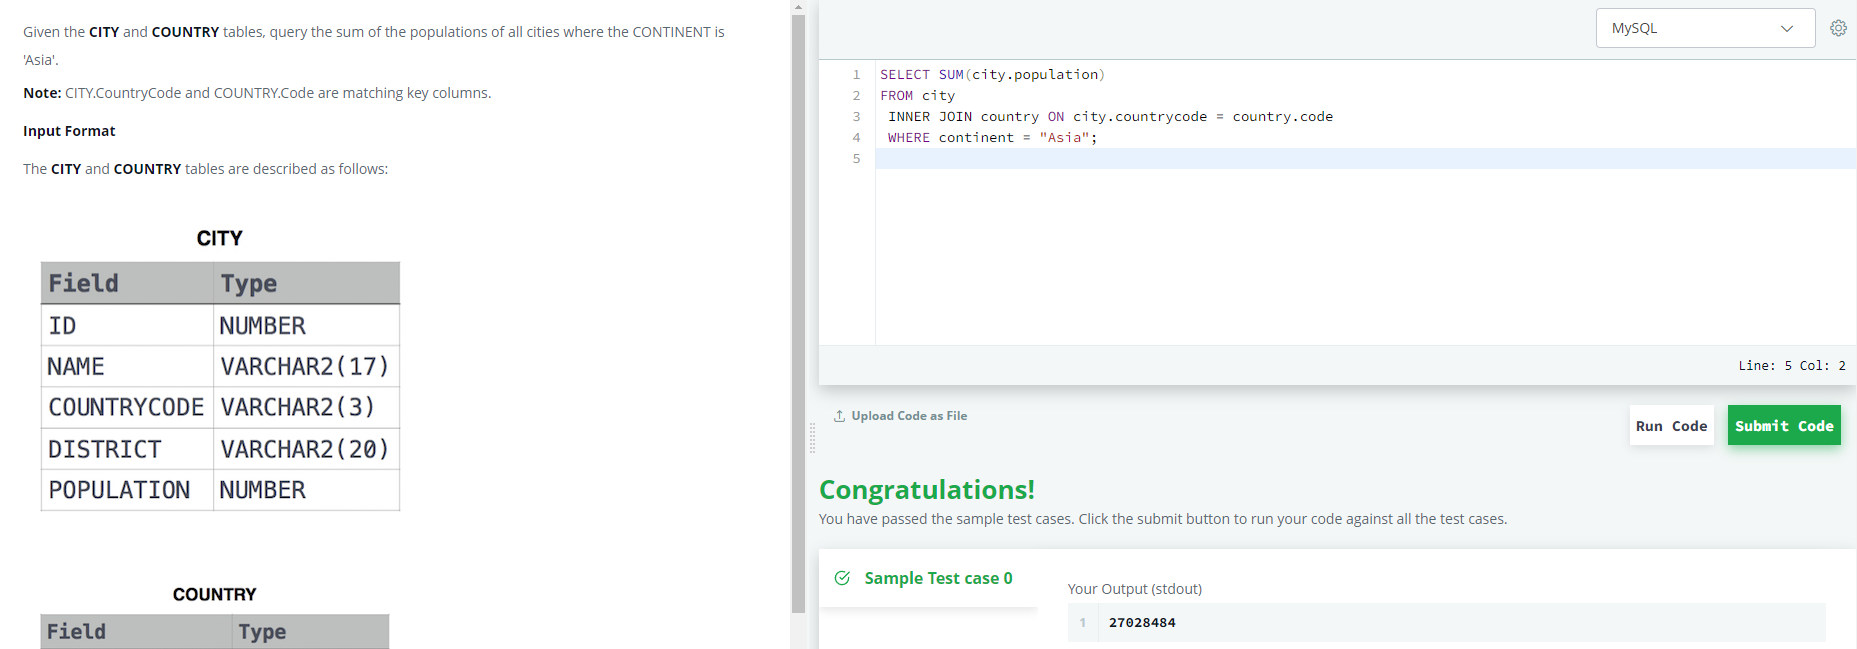 Given the CITY and COUNTRY tables, query the sum of the populations of all cities where the CONTINENT is
'Asia'.
Note: CITY.CountryCode and COUNTRY.Code are matching key columns.
Input Format
The CITY and COUNTRY tables are described as follows:
CITY
Field Type
ID NUMBER
NAME VARCHAR2(17)
COUNTRYCODE VARCHAR2(3)
DISTRICT VARCHAR2(20)
POPULATION NUMBER
COUNTRY
Field Type
MySQL
1 SELECT SUM(city.population)
2 FROM city
3 INNER JOIN country ON city.countrycode = country.code
4 WHERE continent = "Asia";
5
Line: 5 Col: 2
Upload Code as File
Run Code
Submit Code
Congratulations!
You have passed the sample test cases. Click the submit button to run your code against all the test cases.
Sample Test case 0
Your Output (stdout)
1 27028484